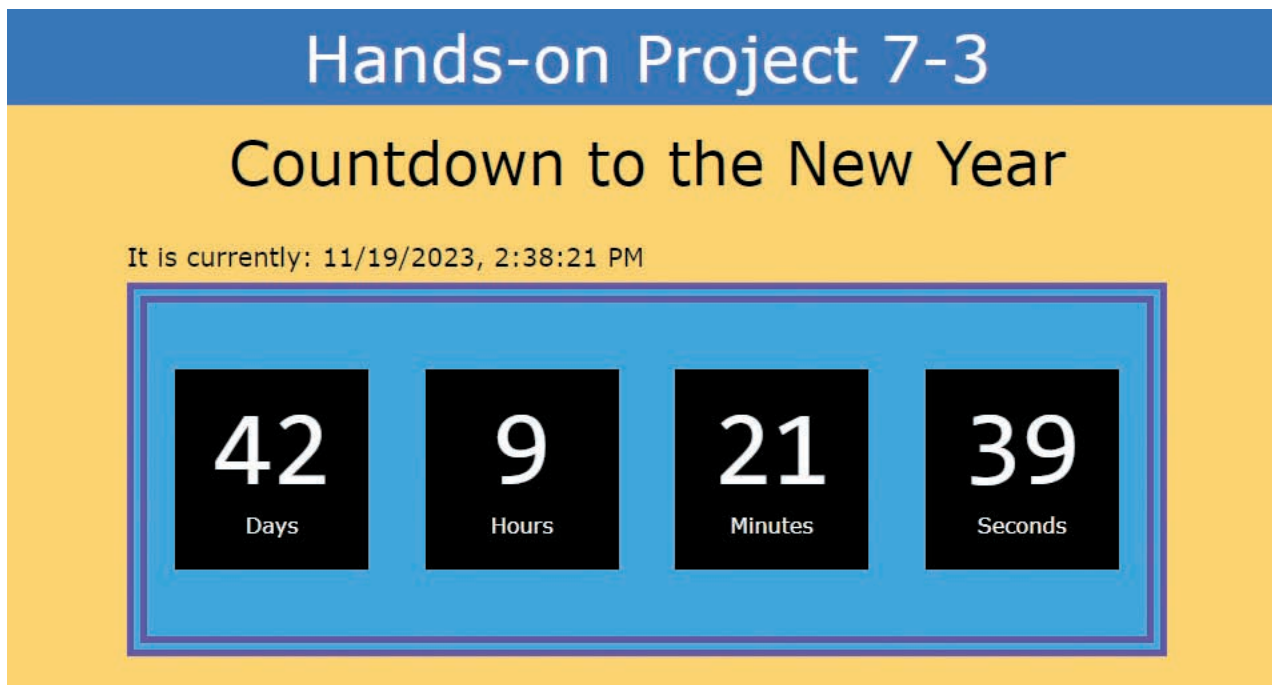 Hands-on Project 7-3
Countdown to the New Year
It is currently: 11/19/2023, 2:38:21 PM
42 9 21 39
Days Hours Minutes Seconds